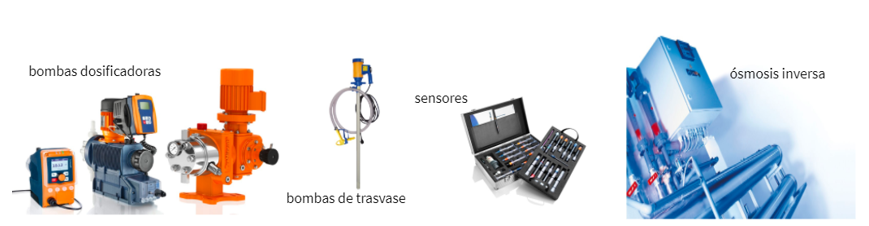 bombas dosificadoras
bombas de trasvase
sensores
ósmosis inversa